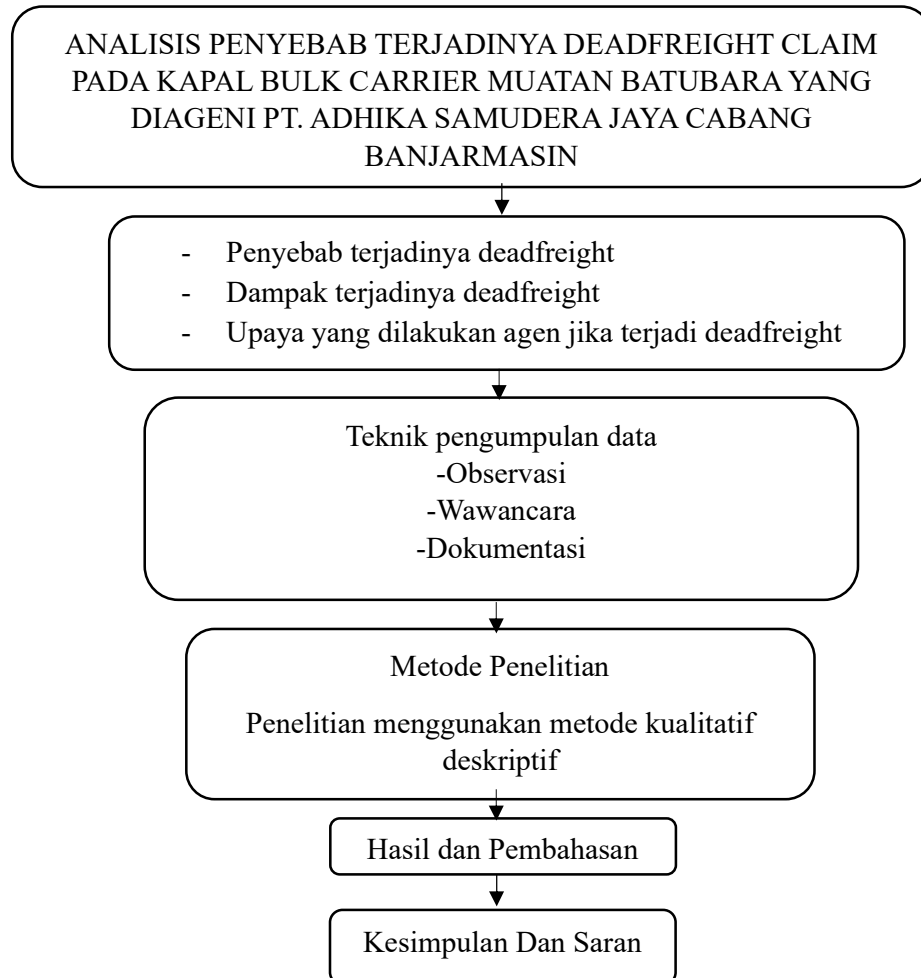 ANALISIS PENYEBAB TERJADINYA DEADFREIGHT CLAIM
PADA KAPAL BULK CARRIER MUATAN BATUBARA YANG
DIAGENI PT. ADHIKA SAMUDERA JAYA CABANG
BANJARMASIN
- Penyebab terjadinya deadfreight
- Dampak terjadinya deadfreight
- Upaya yang dilakukan agen jika terjadi deadfreight
Teknik pengumpulan data
-Observasi
-Wawancara
-Dokumentasi
Metode Penelitian
Penelitian menggunakan metode kualitatif
deskriptif
Hasil dan Pembahasan
Kesimpulan Dan Saran